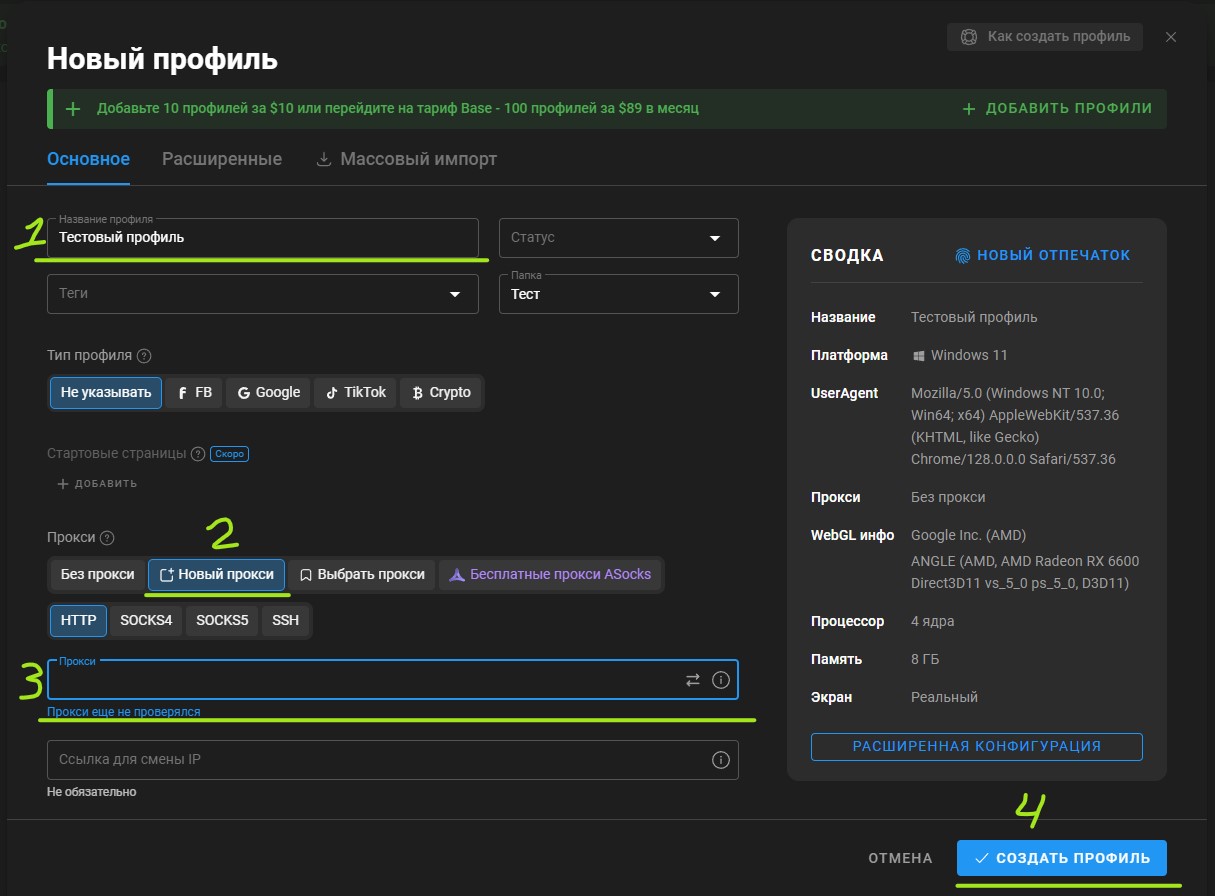 Как создать профиль
Новый профиль
Добавьте 10 профилей за $10 или перейдите на тариф Base - 100 профилей за $89 в месяц
+ ДОБАВИТЬ ПРОФИЛИ
Основное
Расширенные
Массовый импорт
1
Название профиля
Тестовый профиль
Статус
Теги
Папка
Тест
Тип профиля
Не указывать
FB
Google
TikTok
Crypto
Стартовые страницы
Скоро
+ ДОБАВИТЬ
2
Прокси
Без прокси
Новый прокси
Выбрать прокси
Бесплатные прокси ASocks
HTTP
SOCKS4
SOCKS5
SSH
3
Прокси
Прокси еще не проверялся
Ссылка для смены IP
Не обязательно
СВОДКА
НОВЫЙ ОТПЕЧАТОК
Название Тестовый профиль
Платформа Windows 11
UserAgent Mozilla/5.0 (Windows NT 10.0;
Win64; x64) AppleWebKit/537.36
(KHTML, like Gecko)
Chrome/128.0.0.0 Safari/537.36
Прокси Без прокси
WebGL инфо Google Inc. (AMD)
ANGLE (AMD, AMD Radeon RX 6600
Direct3D11 vs_5_0 ps_5_0, D3D11)
Процессор 4 ядра
Память 8 ГБ
Экран Реальный
РАСШИРЕННАЯ КОНФИГУРАЦИЯ
4
ОТМЕНА
СОЗДАТЬ ПРОФИЛЬ